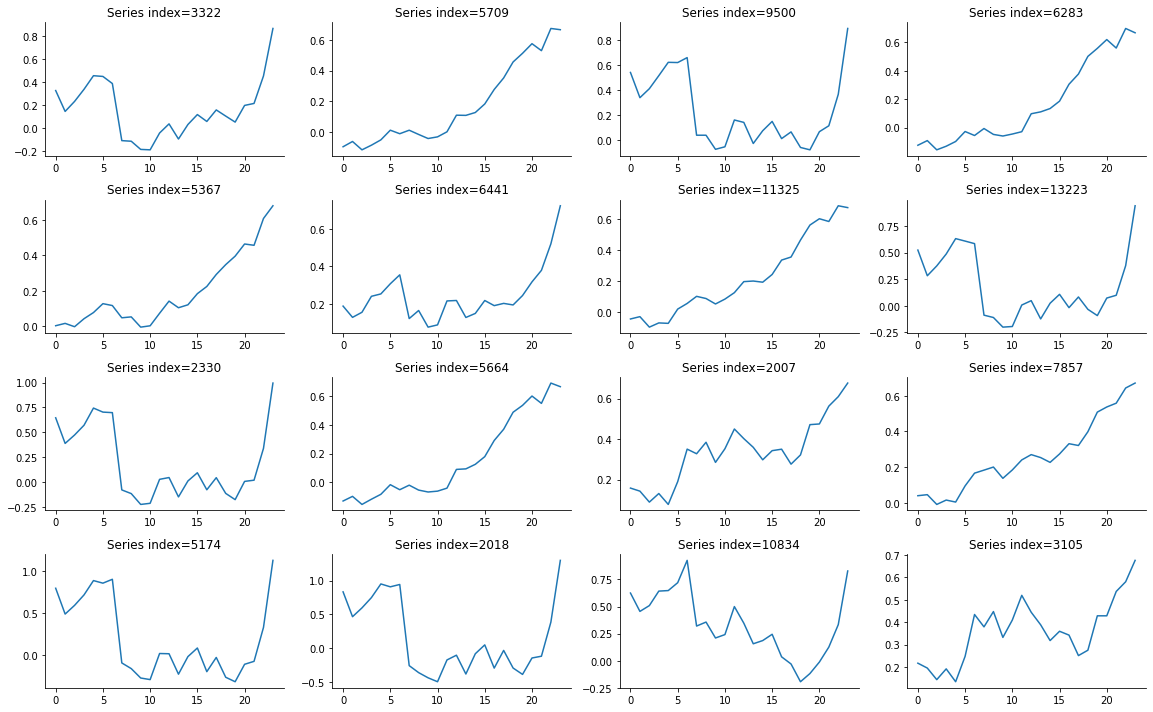 Series index=3322
0.8
0.6
0.4
0.2
0.0
−0.2
0 5 10 15 20
Series index=5709
0.6
0.4
0.2
0.0
0 5 10 15 20
Series index=9500
0.8
0.6
0.4
0.2
0.0
0 5 10 15 20
Series index=6283
0.6
0.4
0.2
0.0
0 5 10 15 20
Series index=5367
0.6
0.4
0.2
0.0
0 5 10 15 20
Series index=6441
0.6
0.4
0.2
0 5 10 15 20
Series index=11325
0.6
0.4
0.2
0.0
0 5 10 15 20
Series index=13223
0.75
0.50
0.25
0.00
−0.25
0 5 10 15 20
Series index=2330
1.00
0.75
0.50
0.25
0.00
−0.25
0 5 10 15 20
Series index=5664
0.6
0.4
0.2
0.0
0 5 10 15 20
Series index=2007
0.6
0.4
0.2
0 5 10 15 20
Series index=7857
0.6
0.4
0.2
0.0
0 5 10 15 20
Series index=5174
1.0
0.5
0.0
0 5 10 15 20
Series index=2018
1.0
0.5
0.0
−0.5
0 5 10 15 20
Series index=10834
0.75
0.50
0.25
0.00
−0.25
0 5 10 15 20
Series index=3105
0.7
0.6
0.5
0.4
0.3
0.2
0 5 10 15 20